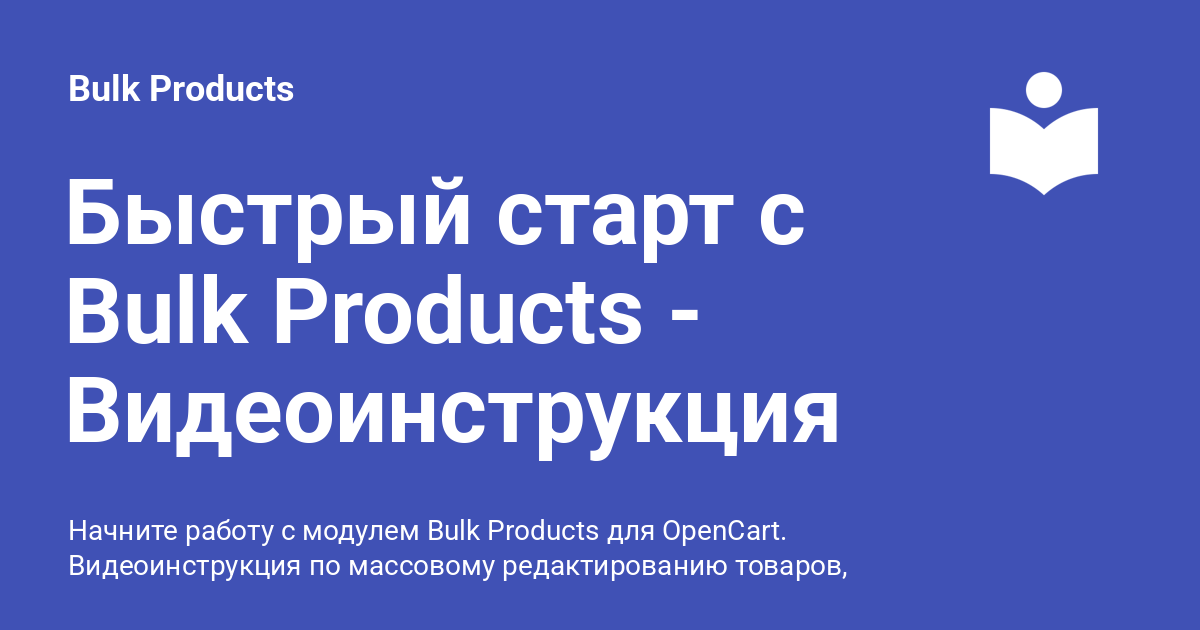 Bulk Products
Быстрый старт с
Bulk Products -
Видеоинструкция
Начните работу с модулем Bulk Products для OpenCart.
Видеоинструкция по массовому редактированию товаров,